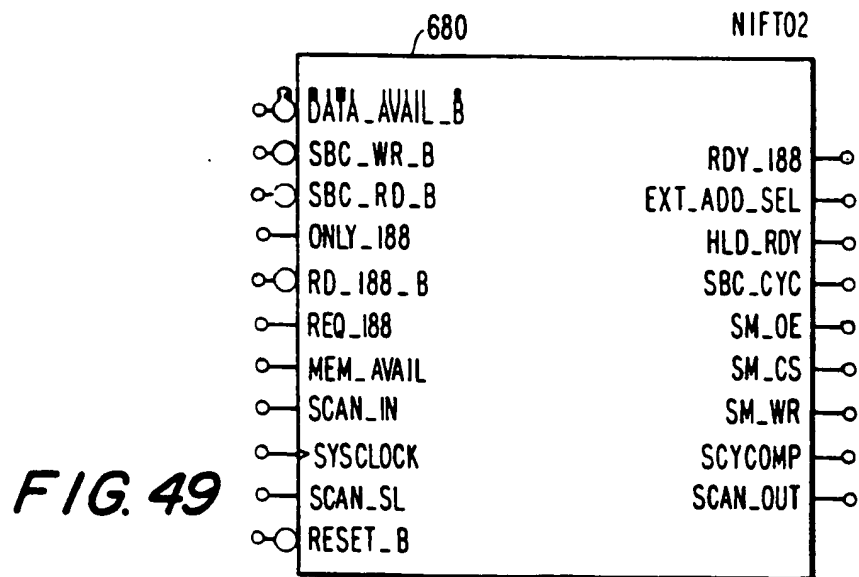 680
NIFT02
DATA_AVAIL_B
SBC_WR_B
SBC_RD_B
ONLY_188
RD_188_B
REQ_188
MEM_AVAIL
SCAN_IN
SYSCLOCK
SCAN_SL
RESET_B
RDY_188
EXT_ADD_SEL
HLD_RDY
SBC_CYC
SM_OE
SM_CS
SM_WR
SCYCOMP
SCAN_OUT
FIG. 49